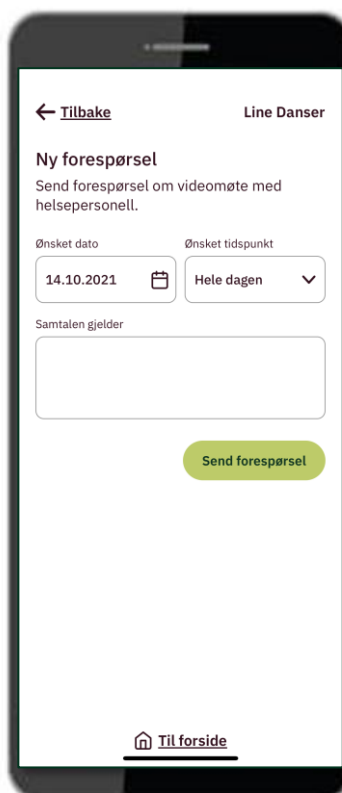 Tilbake
Line Danser
Ny forespørsel
Send forespørsel om videomøte med
helsepersonell.
Ønsket dato
Ønsket tidspunkt
14.10.2021
Hele dagen
Samtalen gjelder
Send forespørsel
Til forside